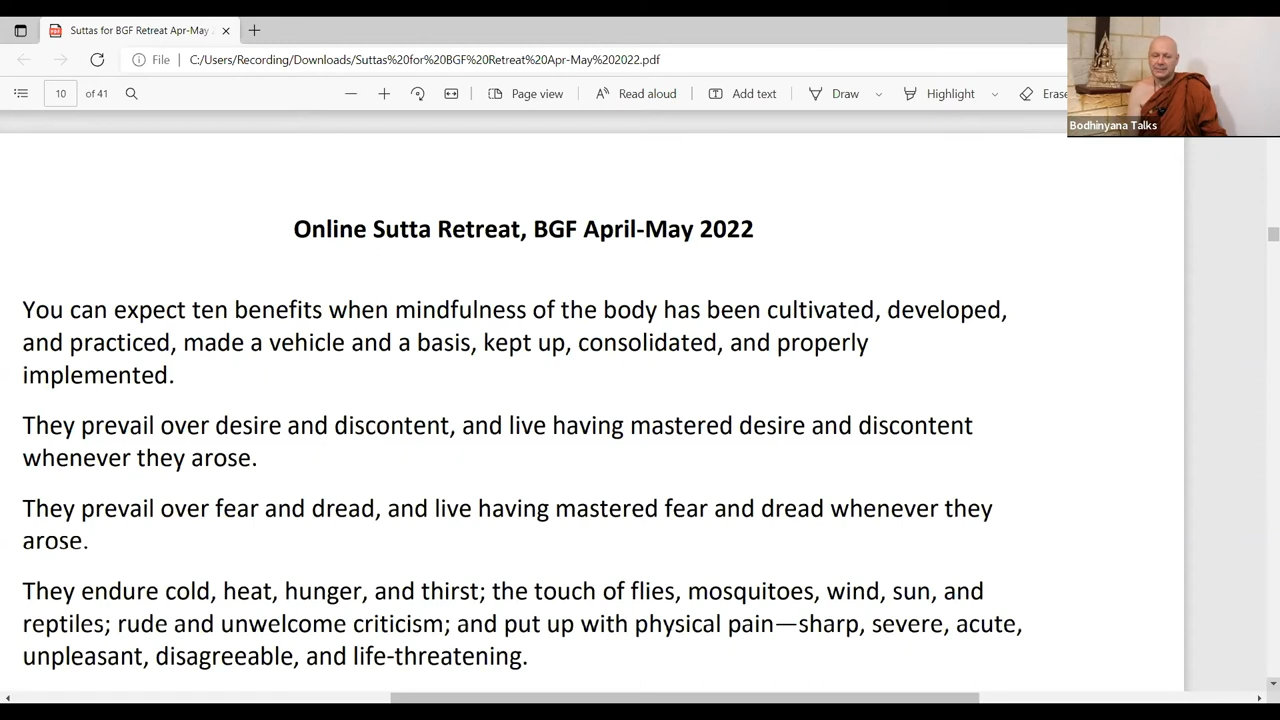 Suttas for BGF Retreat Apr-May 2
File
C:/Users/Recording/Downloads/Suttas%20for%20BGF%20Retreat%20Apr-May%202022.pdf
10 of 41
Page view
Read aloud
Add text
Draw
Highlight
Erase
Bodhinyana Talks
Online Sutta Retreat, BGF April-May 2022
You can expect ten benefits when mindfulness of the body has been cultivated, developed,
and practiced, made a vehicle and a basis, kept up, consolidated, and properly
implemented.
They prevail over desire and discontent, and live having mastered desire and discontent
whenever they arose.
They prevail over fear and dread, and live having mastered fear and dread whenever they
arose.
They endure cold, heat, hunger, and thirst; the touch of flies, mosquitoes, wind, sun, and
reptiles; rude and unwelcome criticism; and put up with physical pain—sharp, severe, acute,
unpleasant, disagreeable, and life-threatening.